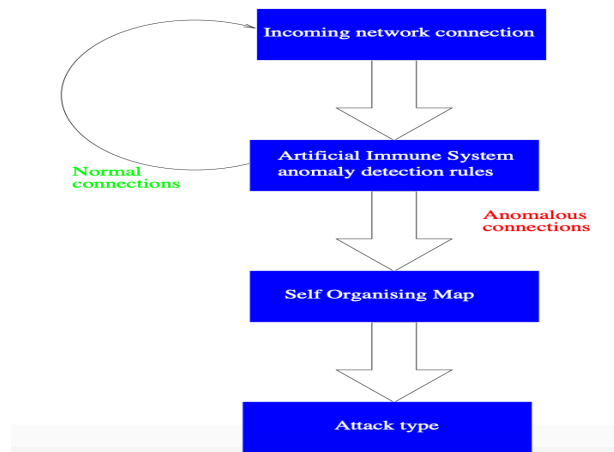 Incoming network connection
Artificial Immune System
anomaly detection rules
Normal
connections
Anomalous
connections
Self Organising Map
Attack type